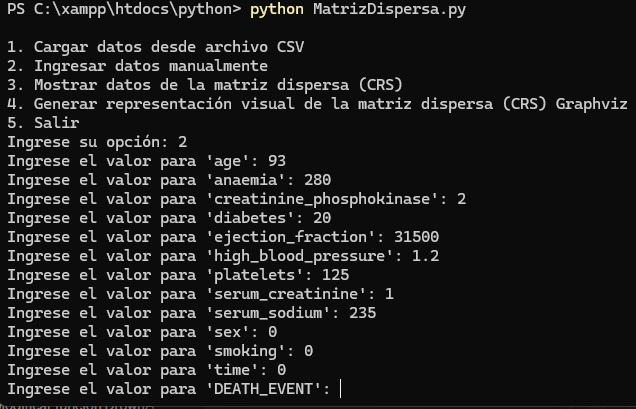 PS C:\xampp\htdocs\python> python MatrizDispersa.py
1. Cargar datos desde archivo CSV
2. Ingresar datos manualmente
3. Mostrar datos de la matriz dispersa (CRS)
4. Generar representación visual de la matriz dispersa (CRS) Graphviz
5. Salir
Ingrese su opción: 2
Ingrese el valor para 'age': 93
Ingrese el valor para 'anaemia': 280
Ingrese el valor para 'creatinine_phosphokinase': 2
Ingrese el valor para 'diabetes': 20
Ingrese el valor para 'ejection_fraction': 31500
Ingrese el valor para 'high_blood_pressure': 1.2
Ingrese el valor para 'platelets': 125
Ingrese el valor para 'serum_creatinine': 1
Ingrese el valor para 'serum_sodium': 235
Ingrese el valor para 'sex': 0
Ingrese el valor para 'smoking': 0
Ingrese el valor para 'time': 0
Ingrese el valor para 'DEATH_EVENT':